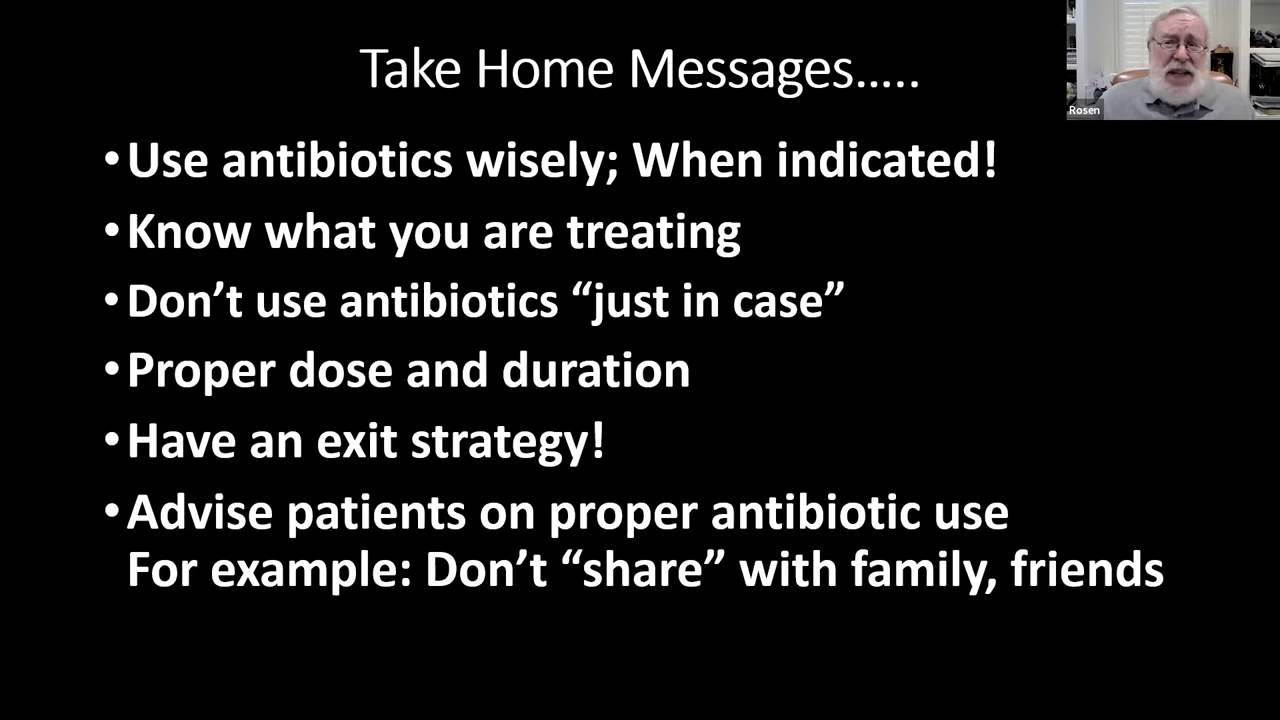 Take Home Messages…..
Rosen
•Use antibiotics wisely; When indicated!
•Know what you are treating
•Don’t use antibiotics “just in case”
•Proper dose and duration
•Have an exit strategy!
•Advise patients on proper antibiotic use
For example: Don’t “share” with family, friends